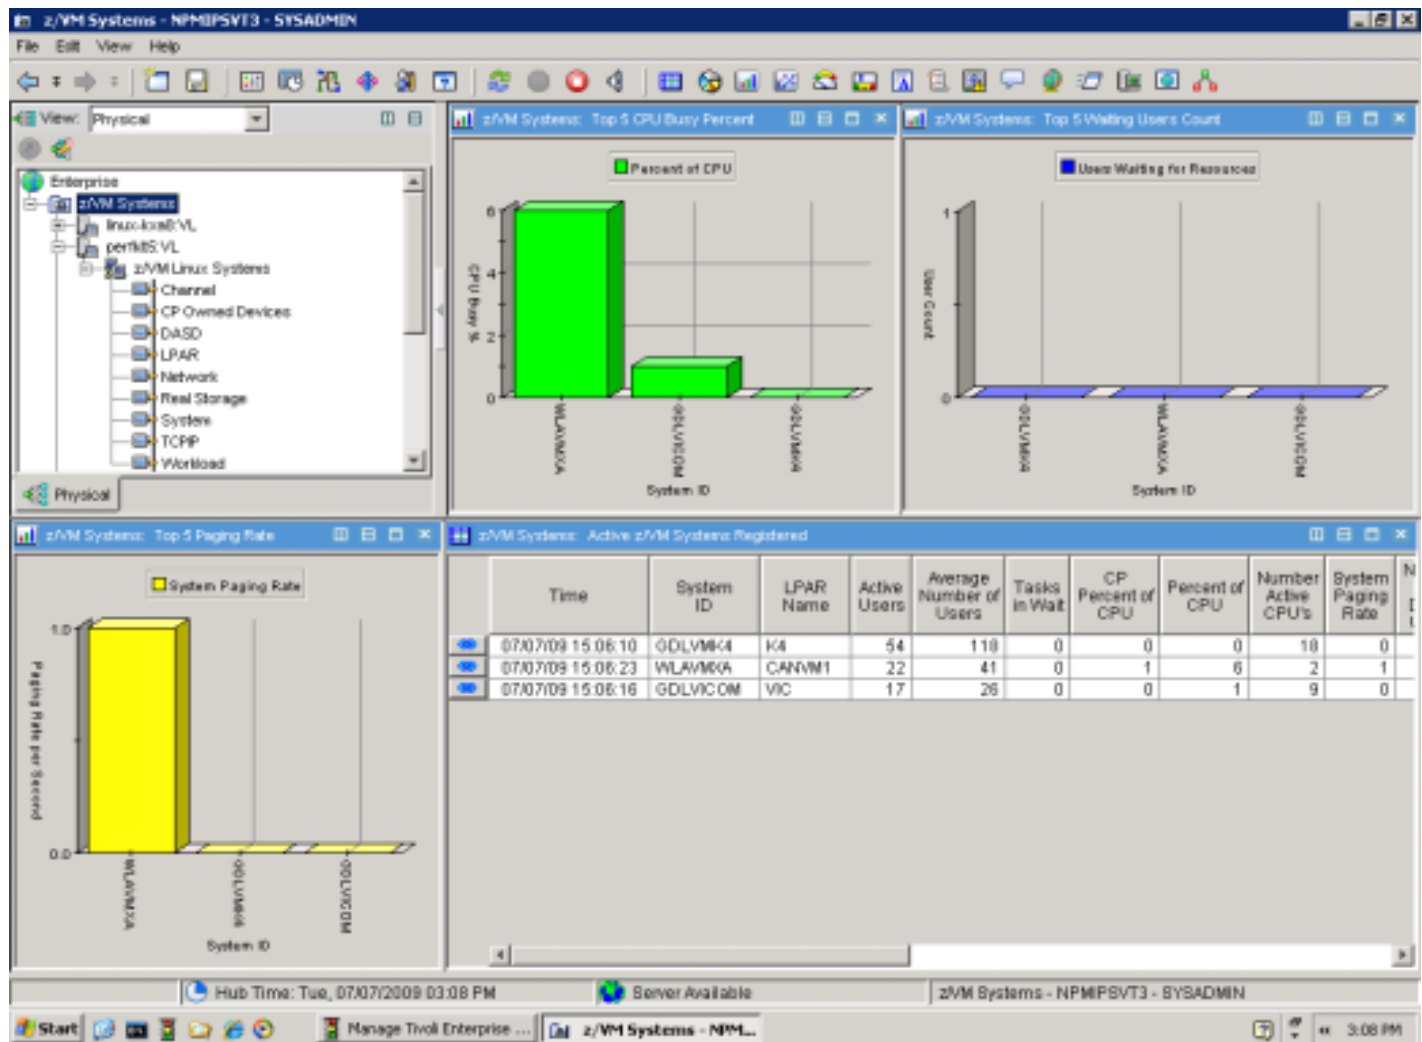 z/VM Systems - NPMIPSVT3 - SYSADMIN
File Edit View Help
View: Physical
Enterprise
z/VM Systems
perfkit5:VL
z/VM Linux Systems
Channel
CP Owned Devices
DASD
LPAR
Network
Real Storage
System
TCPIP
Workload
Physical
z/VM Systems: Top 5 CPU Busy Percent
Percent of CPU
CPU Busy %
6
4
2
0
WLAVMXA
GDLVICOM
GDLVMK4
System ID
z/VM Systems: Top 5 Waiting Users Count
Users Waiting for Resources
User Count
1
0
GDLVMK4
WLAVMXA
GDLVICOM
System ID
z/VM Systems: Top 5 Paging Rate
System Paging Rate
Paging Rate per Second
1.0
0.0
WLAVMXA
GDLVMK4
GDLVICOM
System ID
z/VM Systems: Active z/VM Systems Registered
Time System ID LPAR Name Active Users Average Number of Users Tasks in Wait CP Percent of CPU Percent of CPU Number Active CPU's System Paging Rate
07/07/09 15:06:10 GDLVMK4 K4 54 118 0 0 0 18 0
07/07/09 15:06:23 WLAVMXA CANVM1 22 41 0 1 6 2 1
07/07/09 15:06:16 GDLVICOM VIC 17 26 0 0 1 9 0
Hub Time: Tue, 07/07/2009 03:08 PM
Server Available
z/VM Systems - NPMIPSVT3 - SYSADMIN
Start
Manage Tivoli Enterprise ...
z/VM Systems - NPM...
3:08 PM